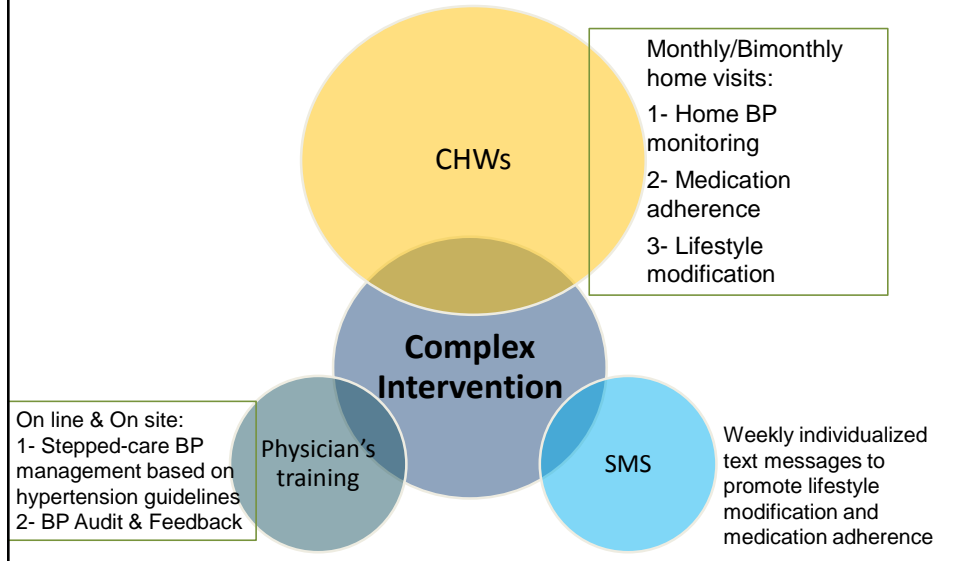 CHWs
Monthly/Bimonthly
home visits:
1- Home BP
monitoring
2- Medication
adherence
3- Lifestyle
modification
Complex
Intervention
On line & On site:
1- Stepped-care BP
management based on
hypertension guidelines
2- BP Audit & Feedback
Physician's
training
SMS
Weekly individualized
text messages to
promote lifestyle
modification and
medication adherence